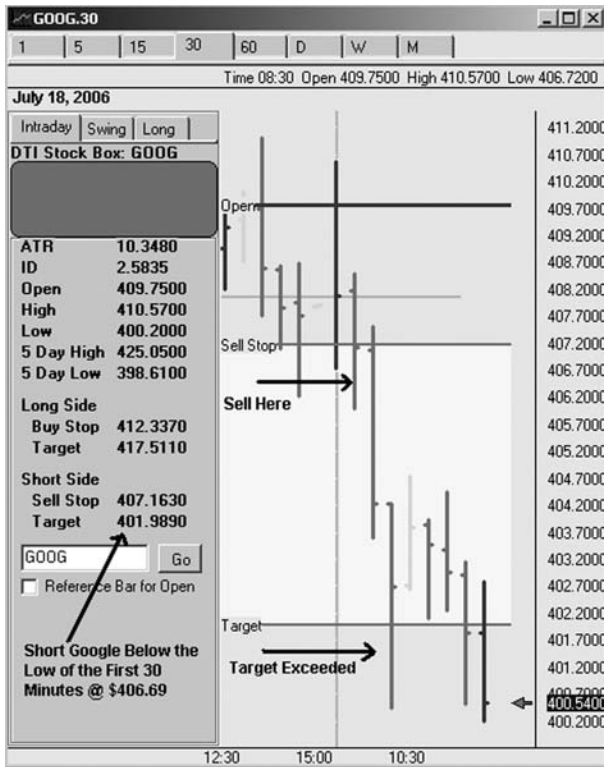 GOOG.30
1 5 15 30 60 D W M
Time 08:30 Open 409.7500 High 410.5700 Low 406.7200
July 18, 2006
Intraday Swing Long
DTI Stock Box: GOOG
ATR 10.3480
ID 2.5835
Open 409.7500
High 410.5700
Low 400.2000
5 Day High 425.0500
5 Day Low 398.6100
Long Side
Buy Stop 412.3370
Target 417.5110
Short Side
Sell Stop 407.1630
Target 401.9890
GOOG Go
Reference Bar for Open
Short Google Below the
Low of the First 30
Minutes @ $406.69
Open
Sell Stop
Sell Here
Target
Target Exceeded
411.2000
410.7000
410.2000
409.7000
409.2000
408.7000
408.2000
407.7000
407.2000
406.7000
406.2000
405.7000
405.2000
404.7000
404.2000
403.7000
403.2000
402.7000
402.2000
401.7000
401.2000
400.7000
400.5400
400.2000
12:30 15:00 10:30